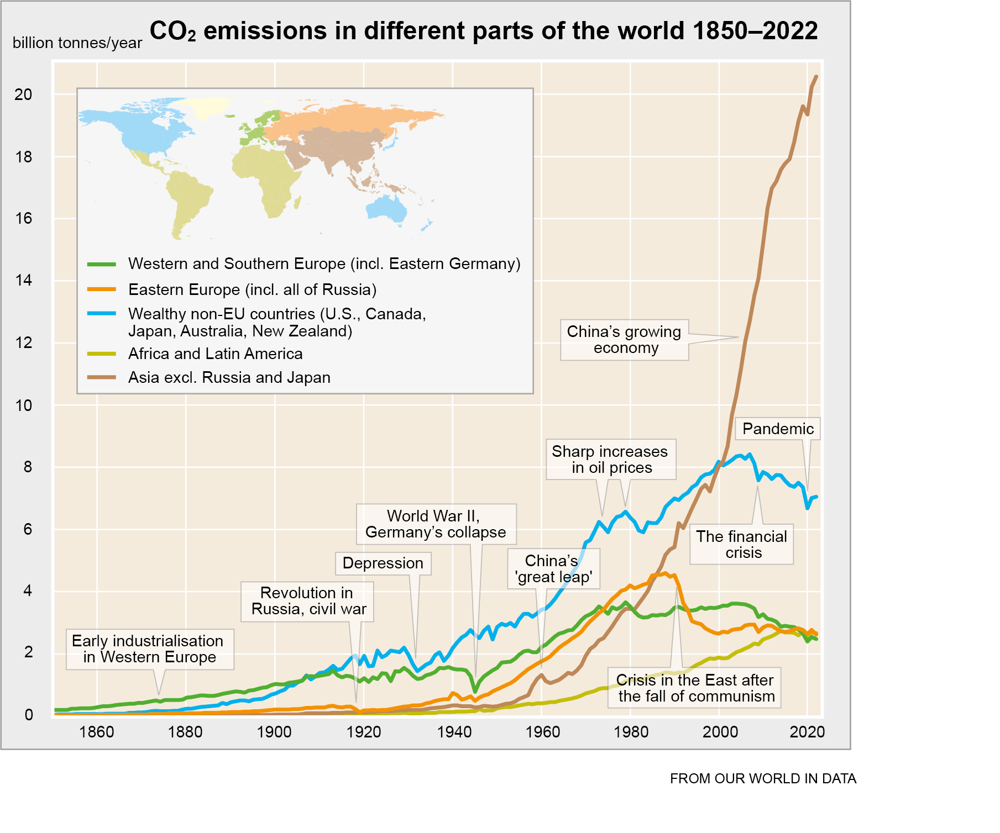 CO₂ emissions in different parts of the world 1850–2022
billion tonnes/year
20
18
16
14
12
10
8
6
4
2
0
Western and Southern Europe (incl. Eastern Germany)
Eastern Europe (incl. all of Russia)
Wealthy non-EU countries (U.S., Canada,
Japan, Australia, New Zealand)
Africa and Latin America
Asia excl. Russia and Japan
China’s growing
economy
Pandemic
Sharp increases
in oil prices
World War II,
Germany’s collapse
The financial
crisis
Depression
China’s
'great leap'
Revolution in
Russia, civil war
Early industrialisation
in Western Europe
Crisis in the East after
the fall of communism
1860
1880
1900
1920
1940
1960
1980
2000
2020
FROM OUR WORLD IN DATA